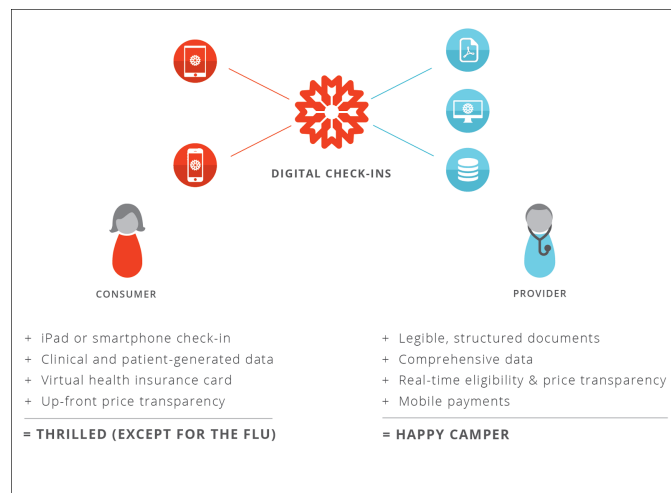 DIGITAL CHECK-INS
CONSUMER
PROVIDER
+ iPad or smartphone check-in
+ Clinical and patient-generated data
+ Virtual health insurance card
+ Up-front price transparency
= THRILLED (EXCEPT FOR THE FLU)
+ Legible, structured documents
+ Comprehensive data
+ Real-time eligibility & price transparency
+ Mobile payments
= HAPPY CAMPER